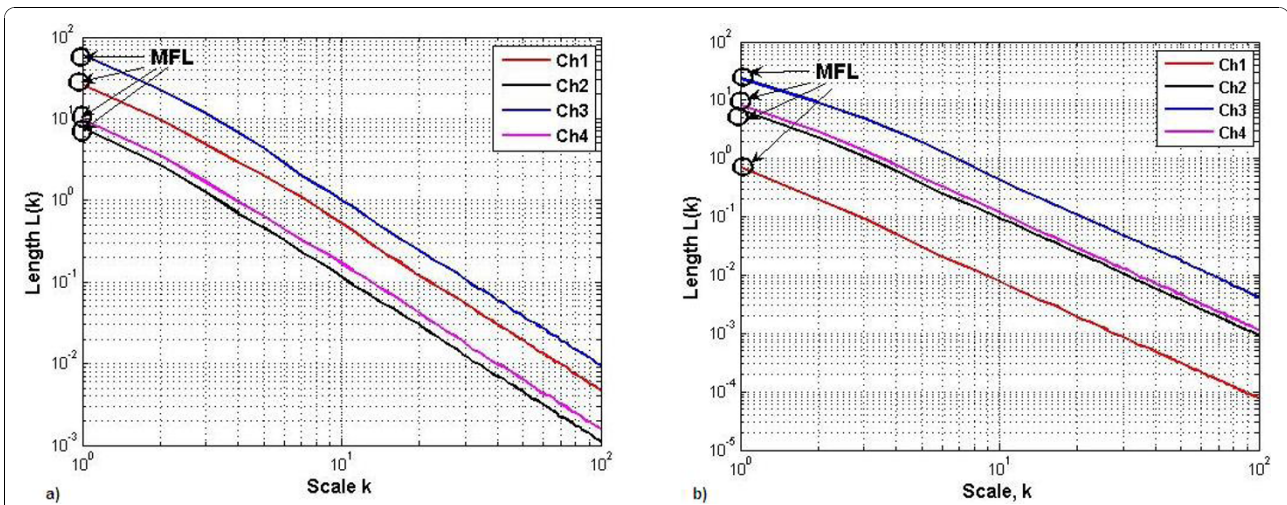 MFL
Ch1
Ch2
Ch3
Ch4
Length L(k)
10^2
10^1
10^0
10^-1
10^-2
10^-3
10^0
10^1
10^2
Scale k
a)
MFL
Ch1
Ch2
Ch3
Ch4
Length L(k)
10^2
10^1
10^0
10^-1
10^-2
10^-3
10^-4
10^-5
10^0
10^1
10^2
Scale, k
b)